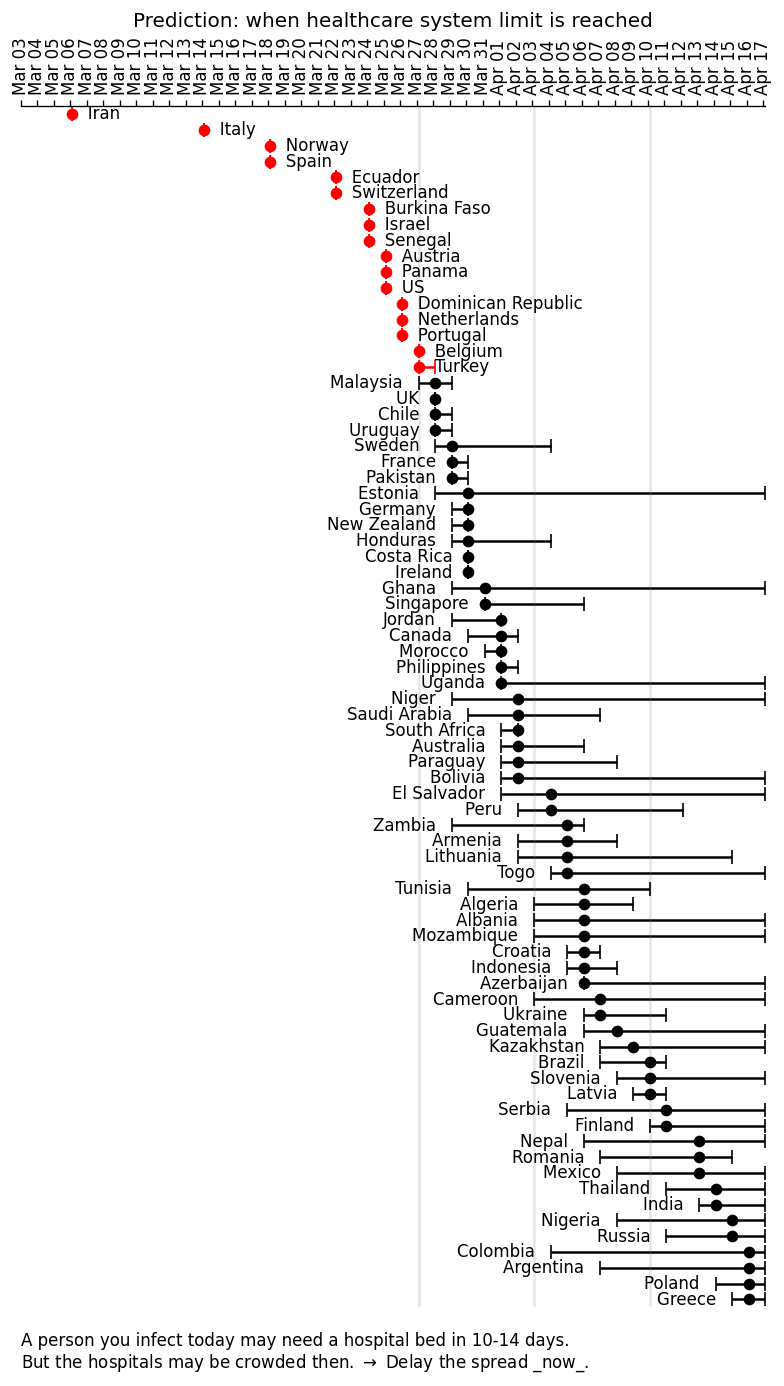 Prediction: when healthcare system limit is reached
Mar 03 Mar 04 Mar 05 Mar 06 Mar 07 Mar 08 Mar 09 Mar 10 Mar 11 Mar 12 Mar 13 Mar 14 Mar 15 Mar 16 Mar 17 Mar 18 Mar 19 Mar 20 Mar 21 Mar 22 Mar 23 Mar 24 Mar 25 Mar 26 Mar 27 Mar 28 Mar 29 Mar 30 Mar 31 Apr 01 Apr 02 Apr 03 Apr 04 Apr 05 Apr 06 Apr 07 Apr 08 Apr 09 Apr 10 Apr 11 Apr 12 Apr 13 Apr 14 Apr 15 Apr 16 Apr 17
Iran
Italy
Norway
Spain
Ecuador
Switzerland
Burkina Faso
Israel
Senegal
Austria
Panama
US
Dominican Republic
Netherlands
Portugal
Belgium
Turkey
Malaysia
UK
Chile
Uruguay
Sweden
France
Pakistan
Estonia
Germany
New Zealand
Honduras
Costa Rica
Ireland
Ghana
Singapore
Jordan
Canada
Morocco
Philippines
Uganda
Niger
Saudi Arabia
South Africa
Australia
Paraguay
Bolivia
El Salvador
Peru
Zambia
Armenia
Lithuania
Togo
Tunisia
Algeria
Albania
Mozambique
Croatia
Indonesia
Azerbaijan
Cameroon
Ukraine
Guatemala
Kazakhstan
Brazil
Slovenia
Latvia
Serbia
Finland
Nepal
Romania
Mexico
Thailand
India
Nigeria
Russia
Colombia
Argentina
Poland
Greece
A person you infect today may need a hospital bed in 10-14 days.
But the hospitals may be crowded then. → Delay the spread _now_.